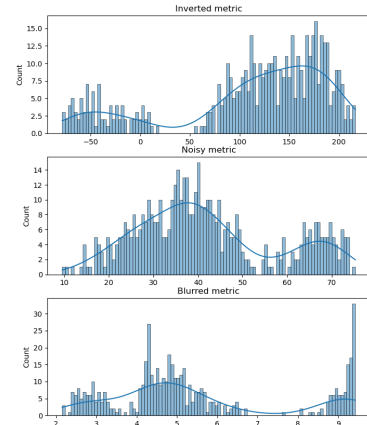 Inverted metric
17.5
15.0
12.5
10.0
7.5
5.0
2.5
0.0
Count
−50 0 50 100 150 200
Noisy metric
14
12
10
8
6
4
2
0
Count
10 20 30 40 50 60 70
Blurred metric
30
25
20
15
10
5
0
Count
2 3 4 5 6 7 8 9